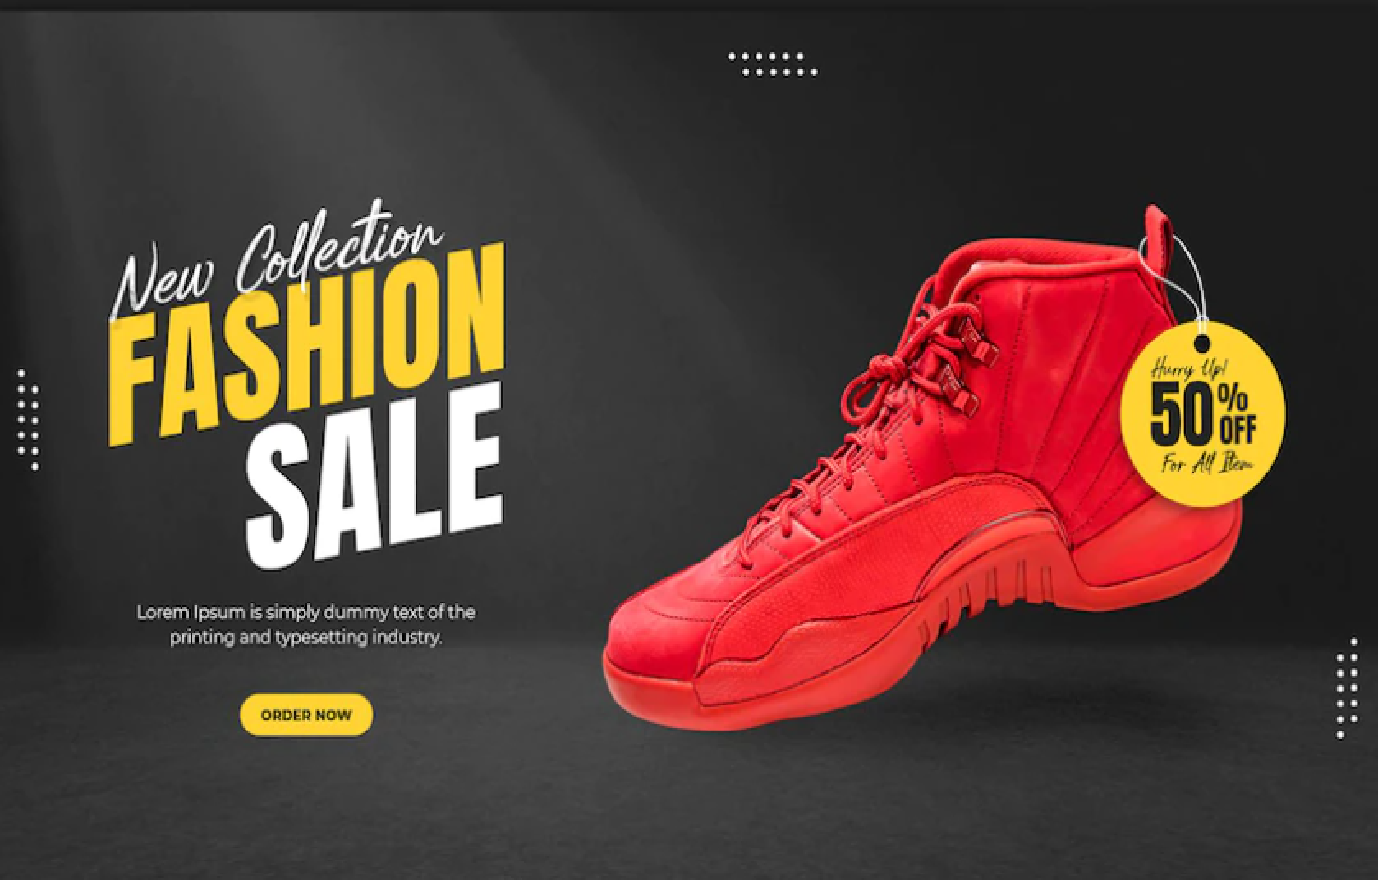 New Collection
FASHION
SALE
Lorem Ipsum is simply dummy text of the
printing and typesetting industry.
ORDER NOW
Hurry Up!
50% OFF
For All Item